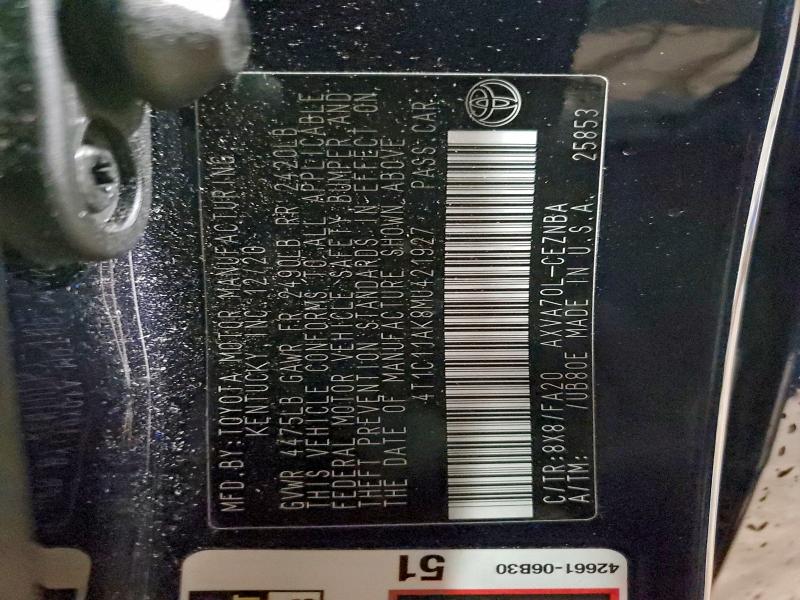 MFD. BY: TOYOTA MOTOR MANUFACTURING
KENTUCKY INC. 12/20
GVWR 4475LB GAWR FR 2490LB RR 2420LB
THIS VEHICLE CONFORMS TO ALL APPLICABLE
FEDERAL MOTOR VEHICLE SAFETY BUMPER AND
THEFT PREVENTION STANDARDS IN EFFECT ON
THE DATE OF MANUFACTURE SHOWN ABOVE.
4T1C11AK8MU421927 PASS CAR
C/TR:8X8/FA20 AXVA70L-CEZNBA
A/TM: /UB80E MADE IN U.S.A. 25853
42661-06B30
51